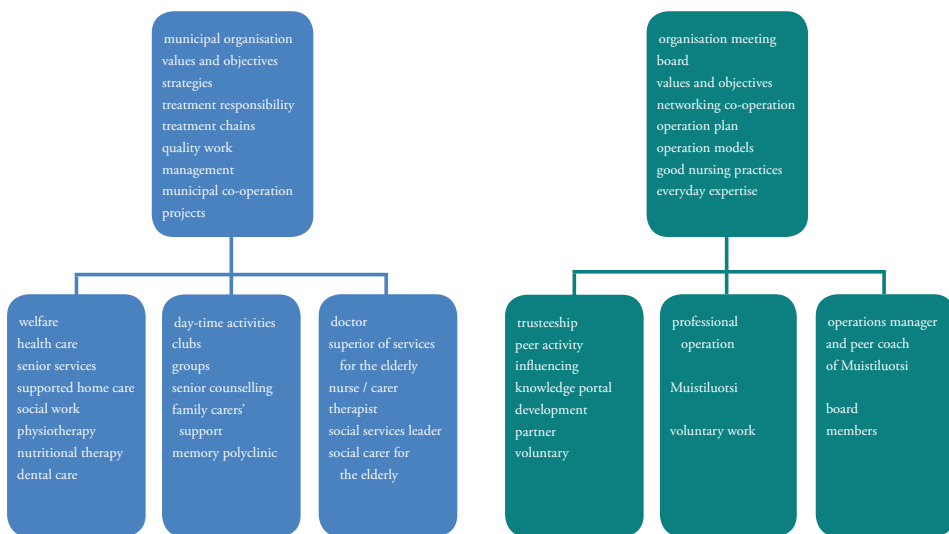 municipal organisation
values and objectives
strategies
treatment responsibility
treatment chains
quality work
management
municipal co-operation
projects
organisation meeting
board
values and objectives
networking co-operation
operation plan
operation models
good nursing practices
everyday expertise
welfare
health care
senior services
supported home care
social work
physiotherapy
nutritional therapy
dental care
day-time activities
clubs
groups
senior counselling
family carers’
support
memory polyclinic
doctor
superior of services
for the elderly
nurse / carer
therapist
social services leader
social carer for
the elderly
trusteeship
peer activity
influencing
knowledge portal
development
partner
voluntary
professional
operation
Muistiluotsi
voluntary work
operations manager
and peer coach
of Muistiluotsi
board
members